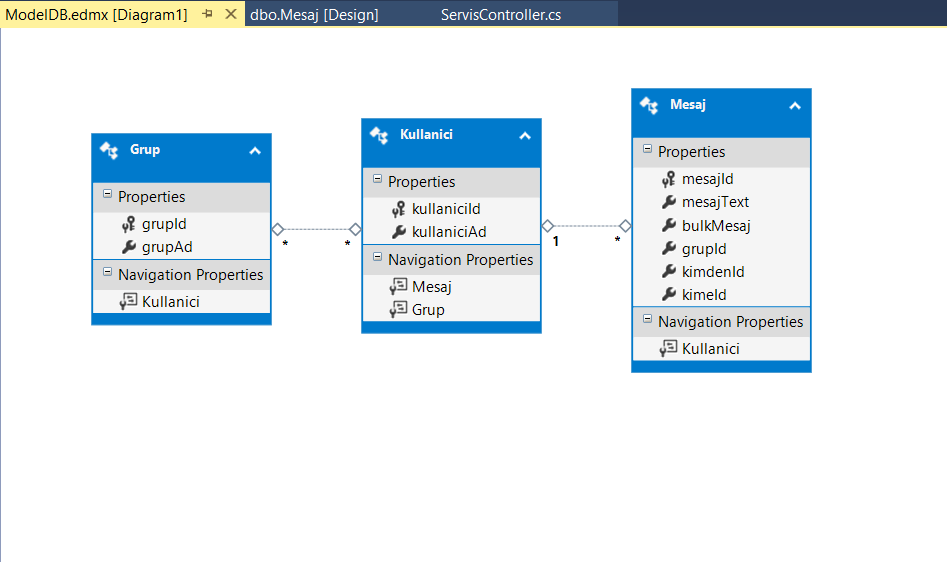 ModelDB.edmx [Diagram1] dbo.Mesaj [Design] ServisController.cs
Grup
Properties
grupId
grupAd
Navigation Properties
Kullanici
* *
Kullanici
Properties
kullaniciId
kullaniciAd
Navigation Properties
Mesaj
Grup
1 *
Mesaj
Properties
mesajId
mesajText
bulkMesaj
grupId
kimdenId
kimeId
Navigation Properties
Kullanici